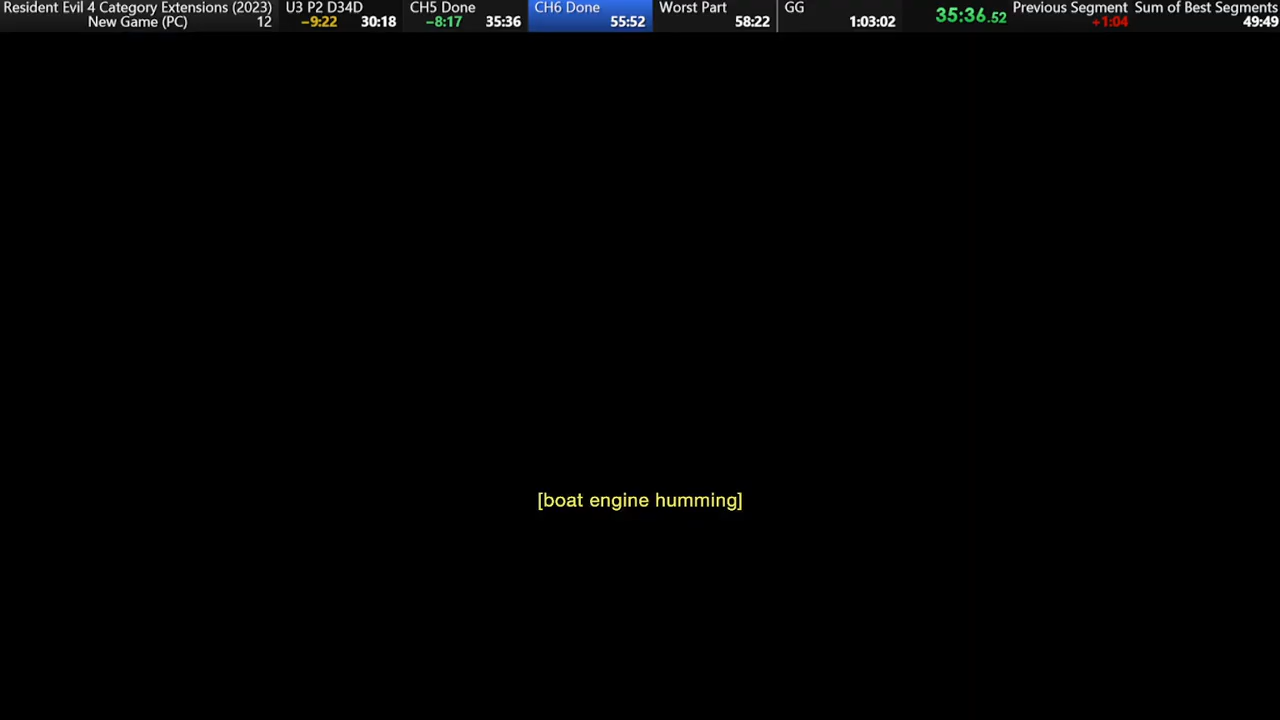 Resident Evil 4 Category Extensions (2023)
New Game (PC) 12
U3 P2 D34D
−9:22 30:18
CH5 Done
−8:17 35:36
CH6 Done
55:52
Worst Part
58:22
GG
1:03:02
35:36.52
Previous Segment
+1:04
Sum of Best Segments
49:49
[boat engine humming]